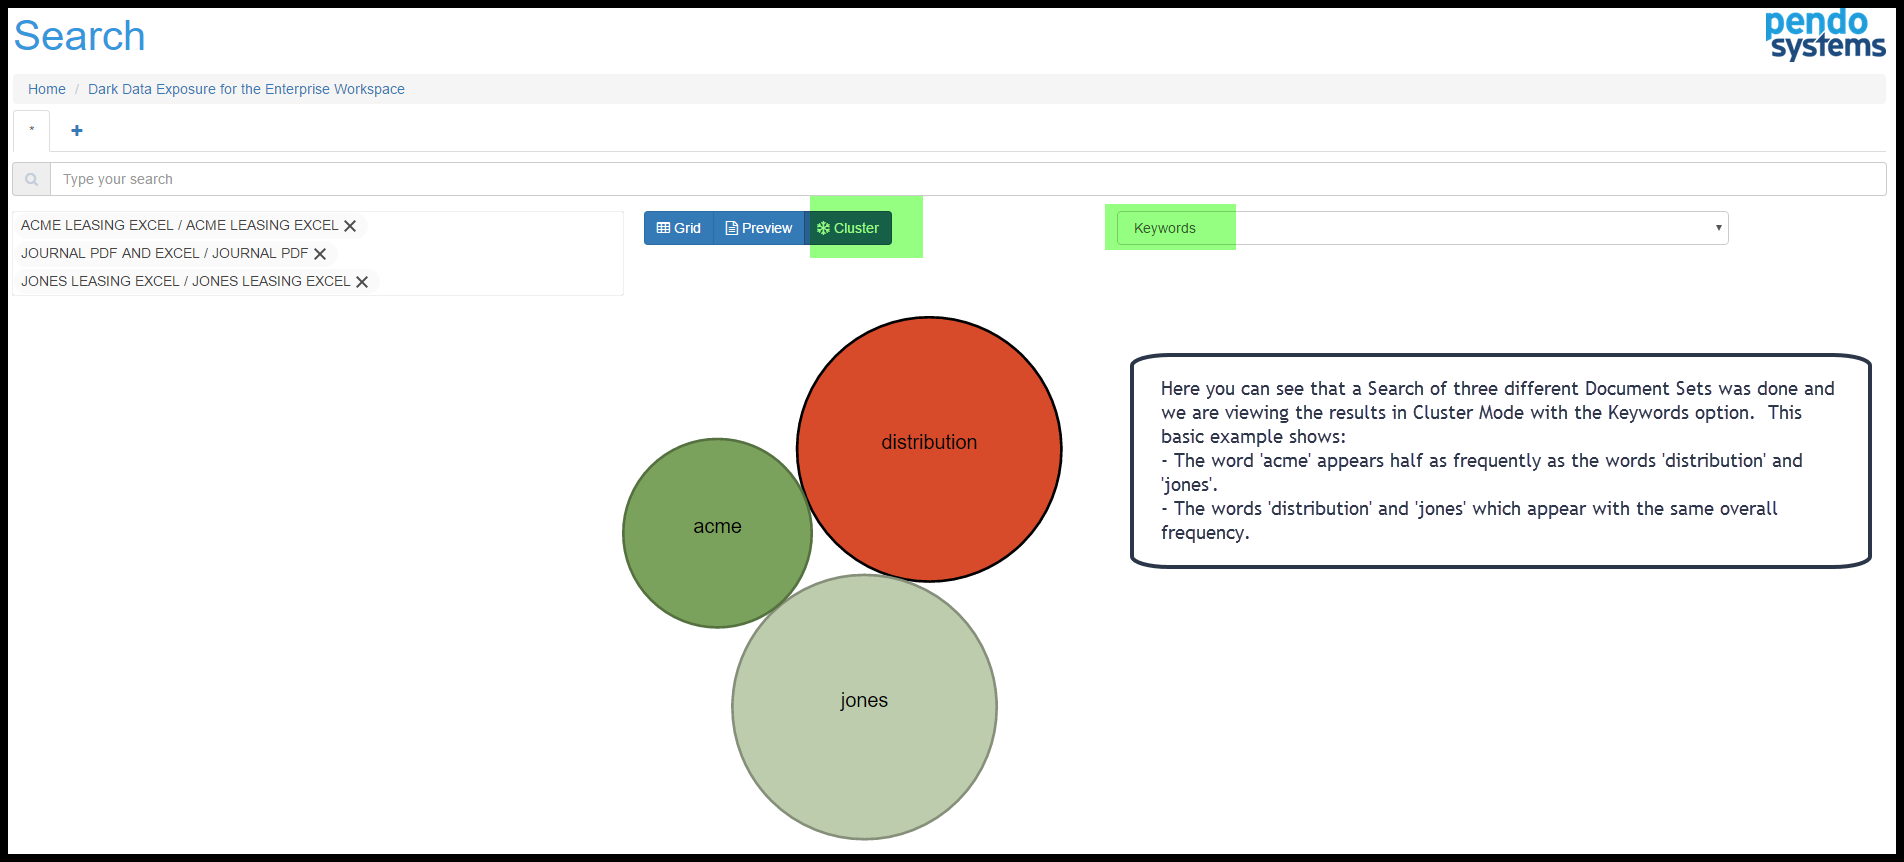 Search
pendo
systems
Home / Dark Data Exposure for the Enterprise Workspace
*
Type your search
ACME LEASING EXCEL / ACME LEASING EXCEL
JOURNAL PDF AND EXCEL / JOURNAL PDF
JONES LEASING EXCEL / JONES LEASING EXCEL
Grid Preview Cluster
Keywords
distribution
acme
jones
Here you can see that a Search of three different Document Sets was done and
we are viewing the results in Cluster Mode with the Keywords option. This
basic example shows:
- The word 'acme' appears half as frequently as the words 'distribution' and
'jones'.
- The words 'distribution' and 'jones' which appear with the same overall
frequency.